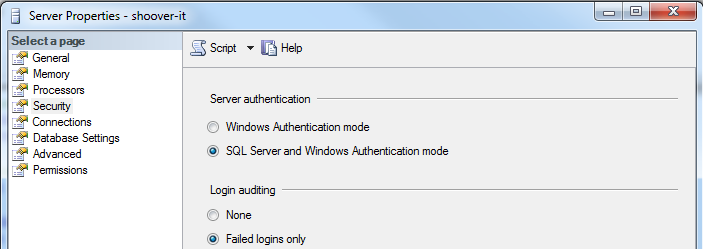 Server Properties - shoover-it
Select a page
General
Memory
Processors
Security
Connections
Database Settings
Advanced
Permissions
Script
Help
Server authentication
Windows Authentication mode
SQL Server and Windows Authentication mode
Login auditing
None
Failed logins only